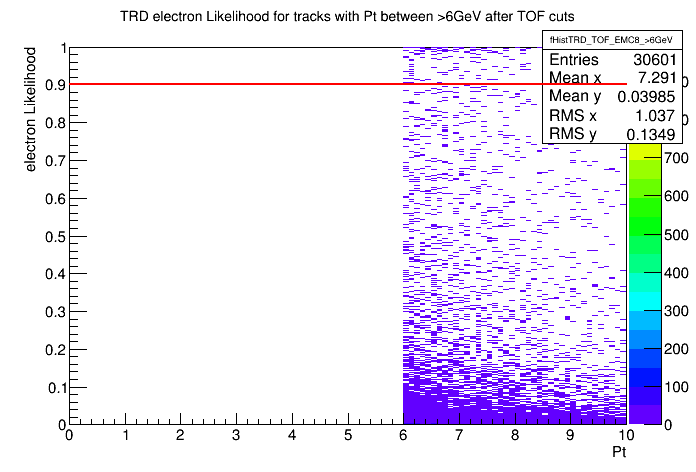 TRD electron Likelihood for tracks with Pt between >6GeV after TOF cuts
fHistTRD_TOF_EMC8_>6GeV
Entries 30601
Mean x 7.291
Mean y 0.03985
RMS x 1.037
RMS y 0.1349
electron Likelihood
1
0.9
0.8
0.7
0.6
0.5
0.4
0.3
0.2
0.1
0
0 1 2 3 4 5 6 7 8 9 10
Pt
700
600
500
400
300
200
100
0